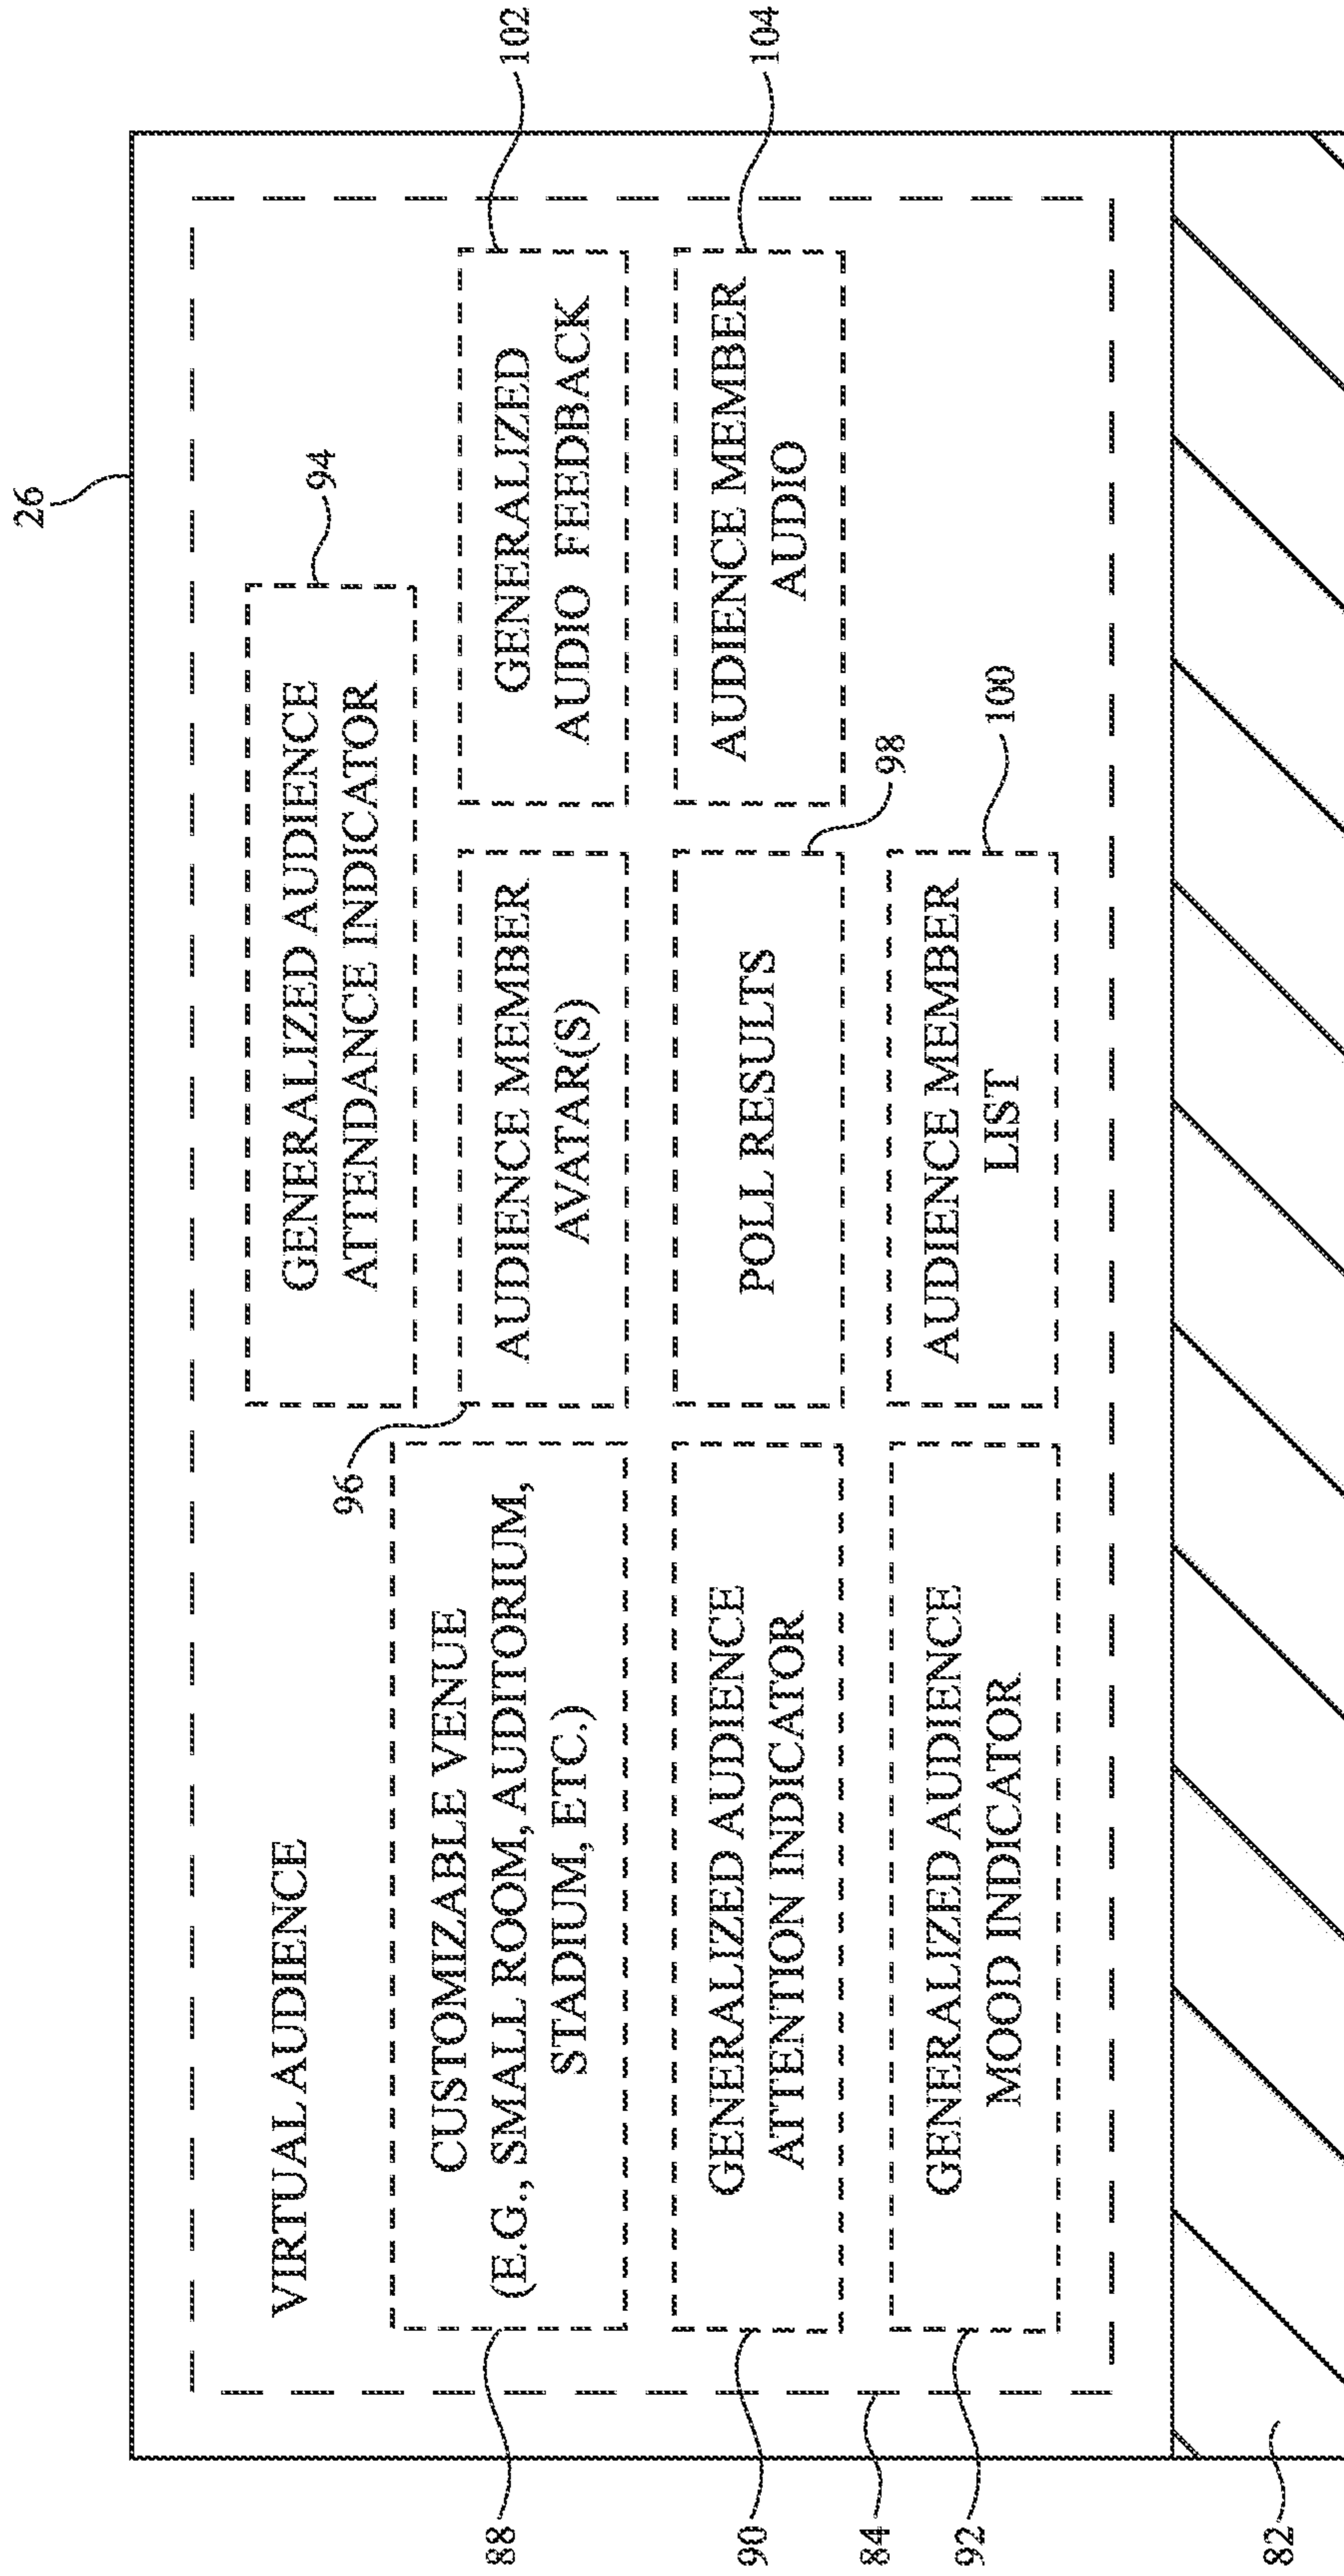 26
VIRTUAL AUDIENCE
GENERALIZED AUDIENCE
ATTENDANCE INDICATOR
94
96
88
CUSTOMIZABLE VENUE
(E.G., SMALL ROOM, AUDITORIUM,
STADIUM, ETC.)
AUDIENCE MEMBER
AVATAR(S)
GENERALIZED
AUDIO FEEDBACK
102
90
GENERALIZED AUDIENCE
ATTENTION INDICATOR
POLL RESULTS
98
AUDIENCE MEMBER
AUDIO
104
84
92
GENERALIZED AUDIENCE
MOOD INDICATOR
AUDIENCE MEMBER
LIST
100
82